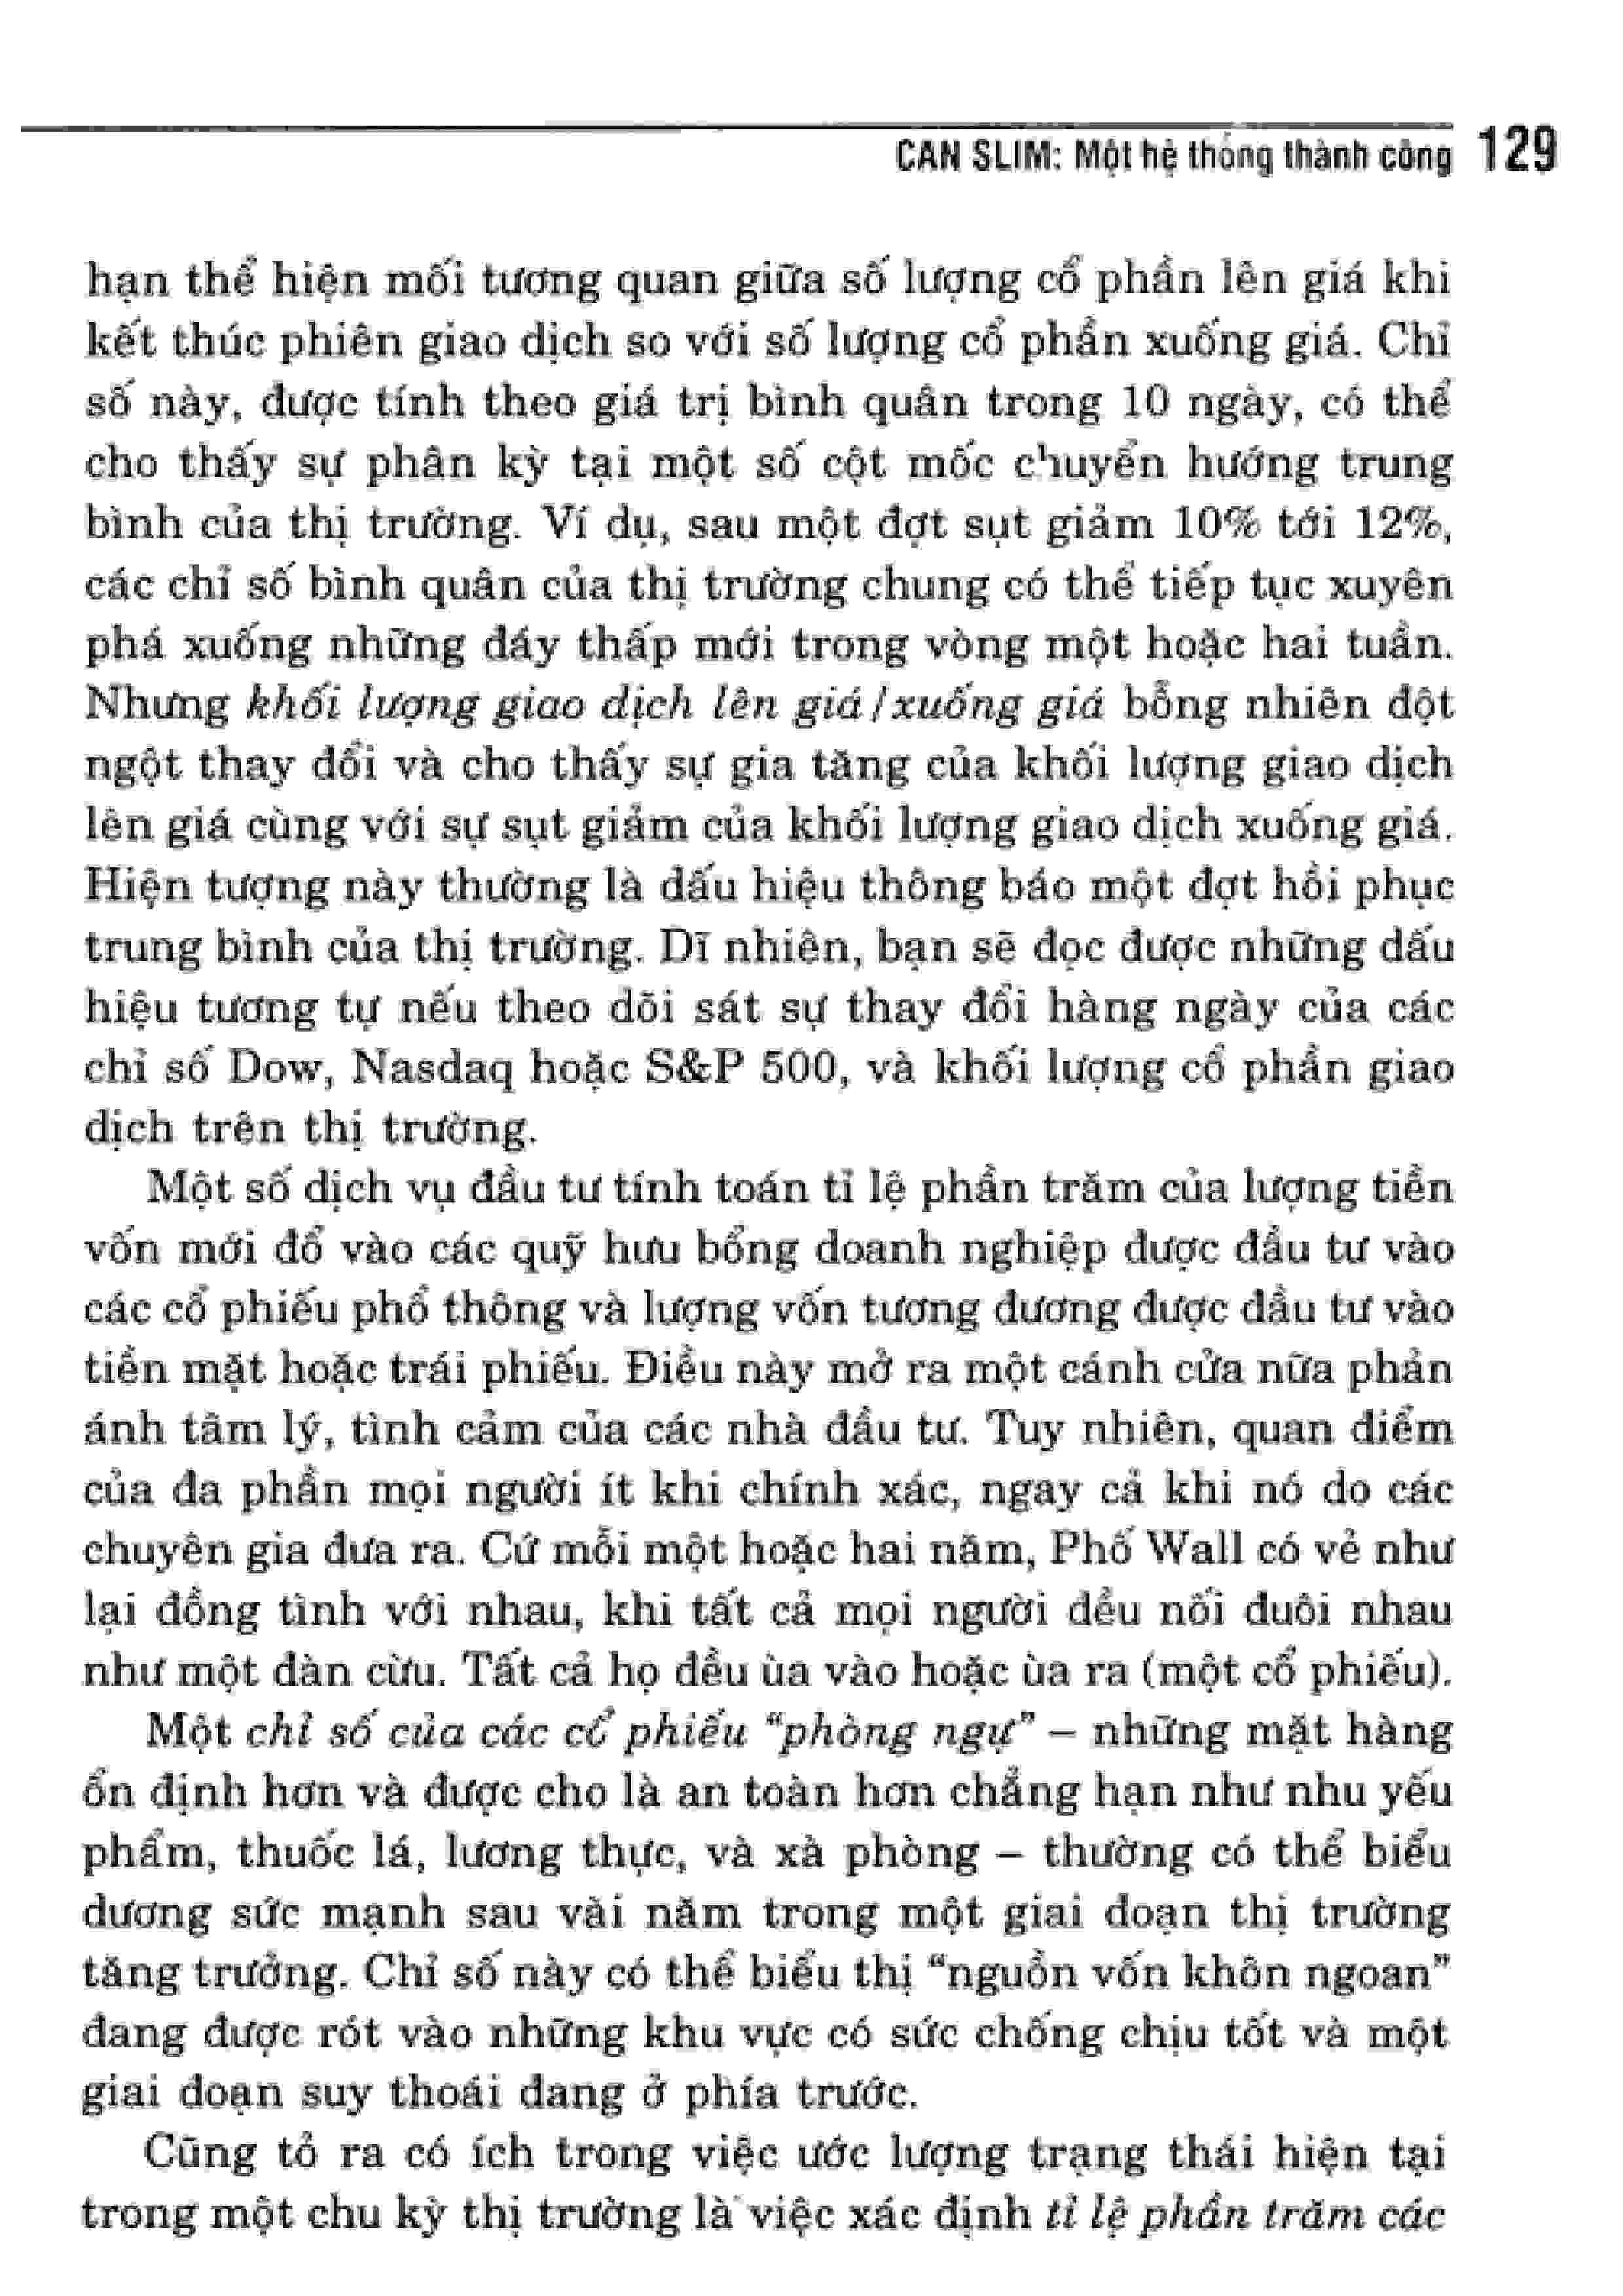 CAN SLIM: Một hệ thống thành công 129
hạn thể hiện mối tương quan giữa số lượng cổ phần lên giá khi
kết thúc phiên giao dịch so với số lượng cổ phần xuống giá. Chỉ
số này, được tính theo giá trị bình quân trong 10 ngày, có thể
cho thấy sự phân kỳ tại một số cột mốc chuyển hướng trung
bình của thị trường. Ví dụ, sau một đợt sụt giảm 10% tới 12%,
các chỉ số bình quân của thị trường chung có thể tiếp tục xuyên
phá xuống những đáy thấp mới trong vòng một hoặc hai tuần.
Nhưng khối lượng giao dịch lên giá/xuống giá bỗng nhiên đột
ngột thay đổi và cho thấy sự gia tăng của khối lượng giao dịch
lên giá cùng với sự sụt giảm của khối lượng giao dịch xuống giá.
Hiện tượng này thường là dấu hiệu thông báo một đợt hồi phục
trung bình của thị trường. Dĩ nhiên, bạn sẽ đọc được những dấu
hiệu tương tự nếu theo dõi sát sự thay đổi hàng ngày của các
chỉ số Dow, Nasdaq hoặc S&P 500, và khối lượng cổ phần giao
dịch trên thị trường.
Một số dịch vụ đầu tư tính toán tỉ lệ phần trăm của lượng tiền
vốn mới đổ vào các quỹ hưu bổng doanh nghiệp được đầu tư vào
các cổ phiếu phổ thông và lượng vốn tương đương được đầu tư vào
tiền mặt hoặc trái phiếu. Điều này mở ra một cánh cửa nữa phản
ánh tâm lý, tình cảm của các nhà đầu tư. Tuy nhiên, quan điểm
của đa phần mọi người ít khi chính xác, ngay cả khi nó do các
chuyên gia đưa ra. Cứ mỗi một hoặc hai năm, Phố Wall có vẻ như
lại đồng tình với nhau, khi tất cả mọi người đều nối đuôi nhau
như một đàn cừu. Tất cả họ đều ùa vào hoặc ùa ra (một cổ phiếu).
Một chỉ số của các cổ phiếu “phòng ngự” – những mặt hàng
ổn định hơn và được cho là an toàn hơn chẳng hạn như nhu yếu
phẩm, thuốc lá, lương thực, và xà phòng – thường có thể biểu
dương sức mạnh sau vài năm trong một giai đoạn thị trường
tăng trưởng. Chỉ số này có thể biểu thị “nguồn vốn khôn ngoan”
đang được rót vào những khu vực có sức chống chịu tốt và một
giai đoạn suy thoái đang ở phía trước.
Cũng tỏ ra có ích trong việc ước lượng trạng thái hiện tại
trong một chu kỳ thị trường là việc xác định tỉ lệ phần trăm các